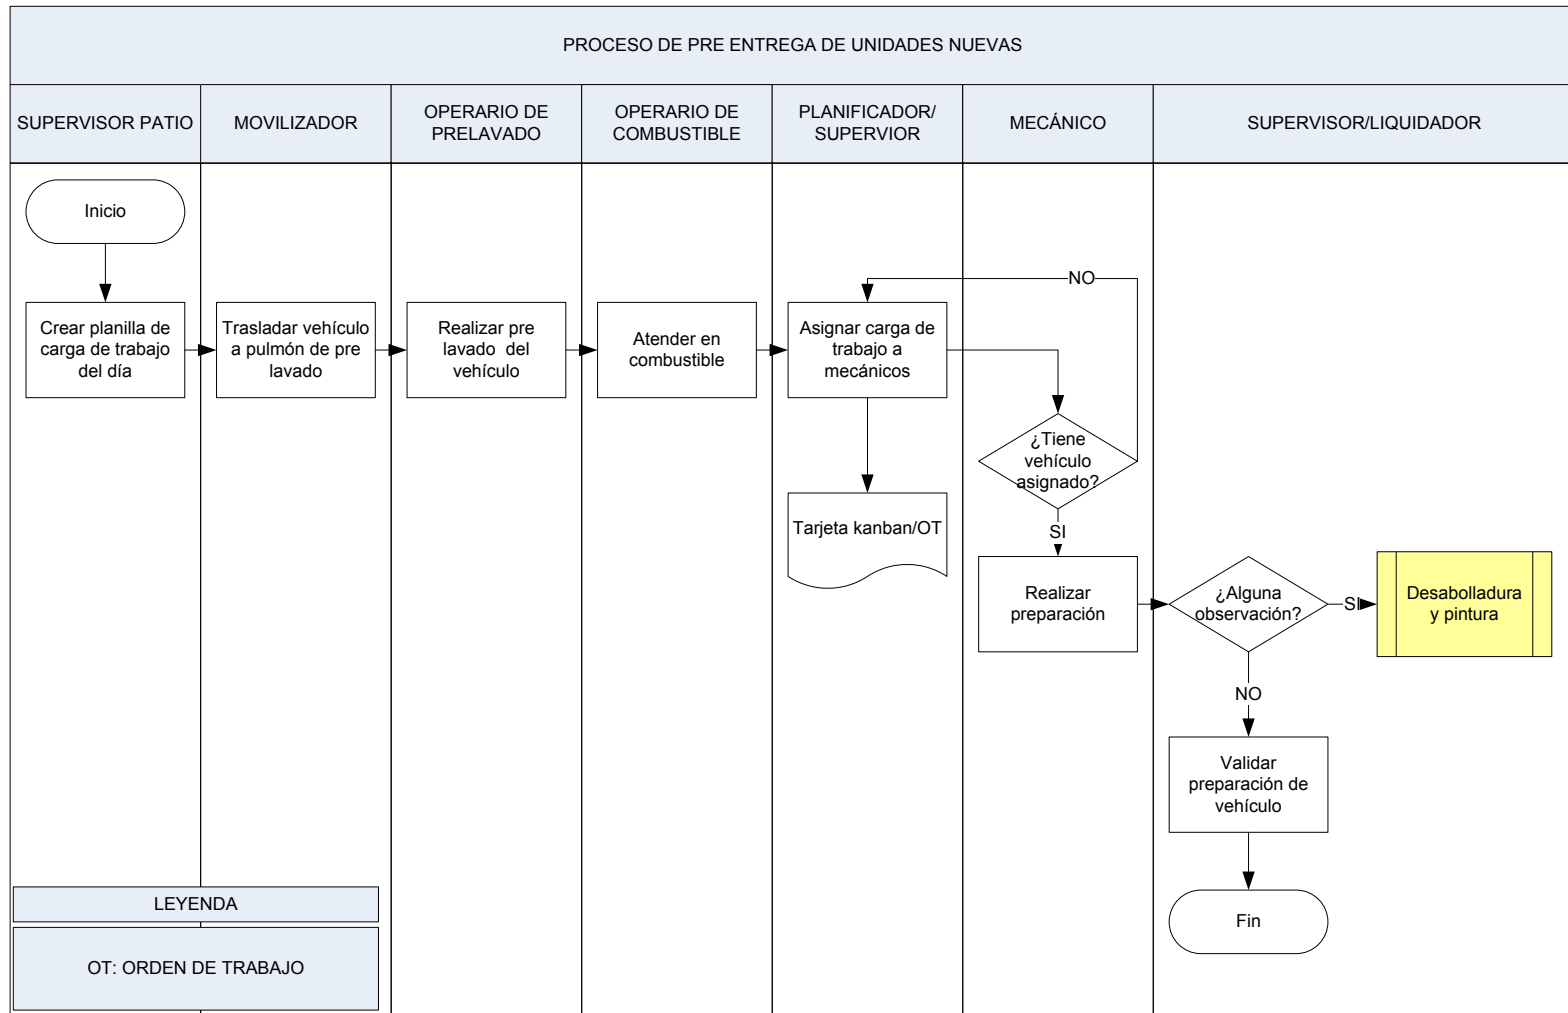 PROCESO DE PRE ENTREGA DE UNIDADES NUEVAS
SUPERVISOR PATIO
MOVILIZADOR
OPERARIO DE
PRELAVADO
OPERARIO DE
COMBUSTIBLE
PLANIFICADOR/
SUPERVIOR
MECÁNICO
SUPERVISOR/LIQUIDADOR
Inicio
NO
Crear planilla de
carga de trabajo
del día
Trasladar vehículo
a pulmón de pre
lavado
Realizar pre
lavado del
vehículo
Atender en
combustible
Asignar carga de
trabajo a
mecánicos
¿Tiene
vehículo
asignado?
Tarjeta kanban/OT
SI
Realizar
preparación
¿Alguna
observación?
SI
Desabolladura
y pintura
NO
Validar
preparación de
vehículo
Fin
LEYENDA
OT: ORDEN DE TRABAJO